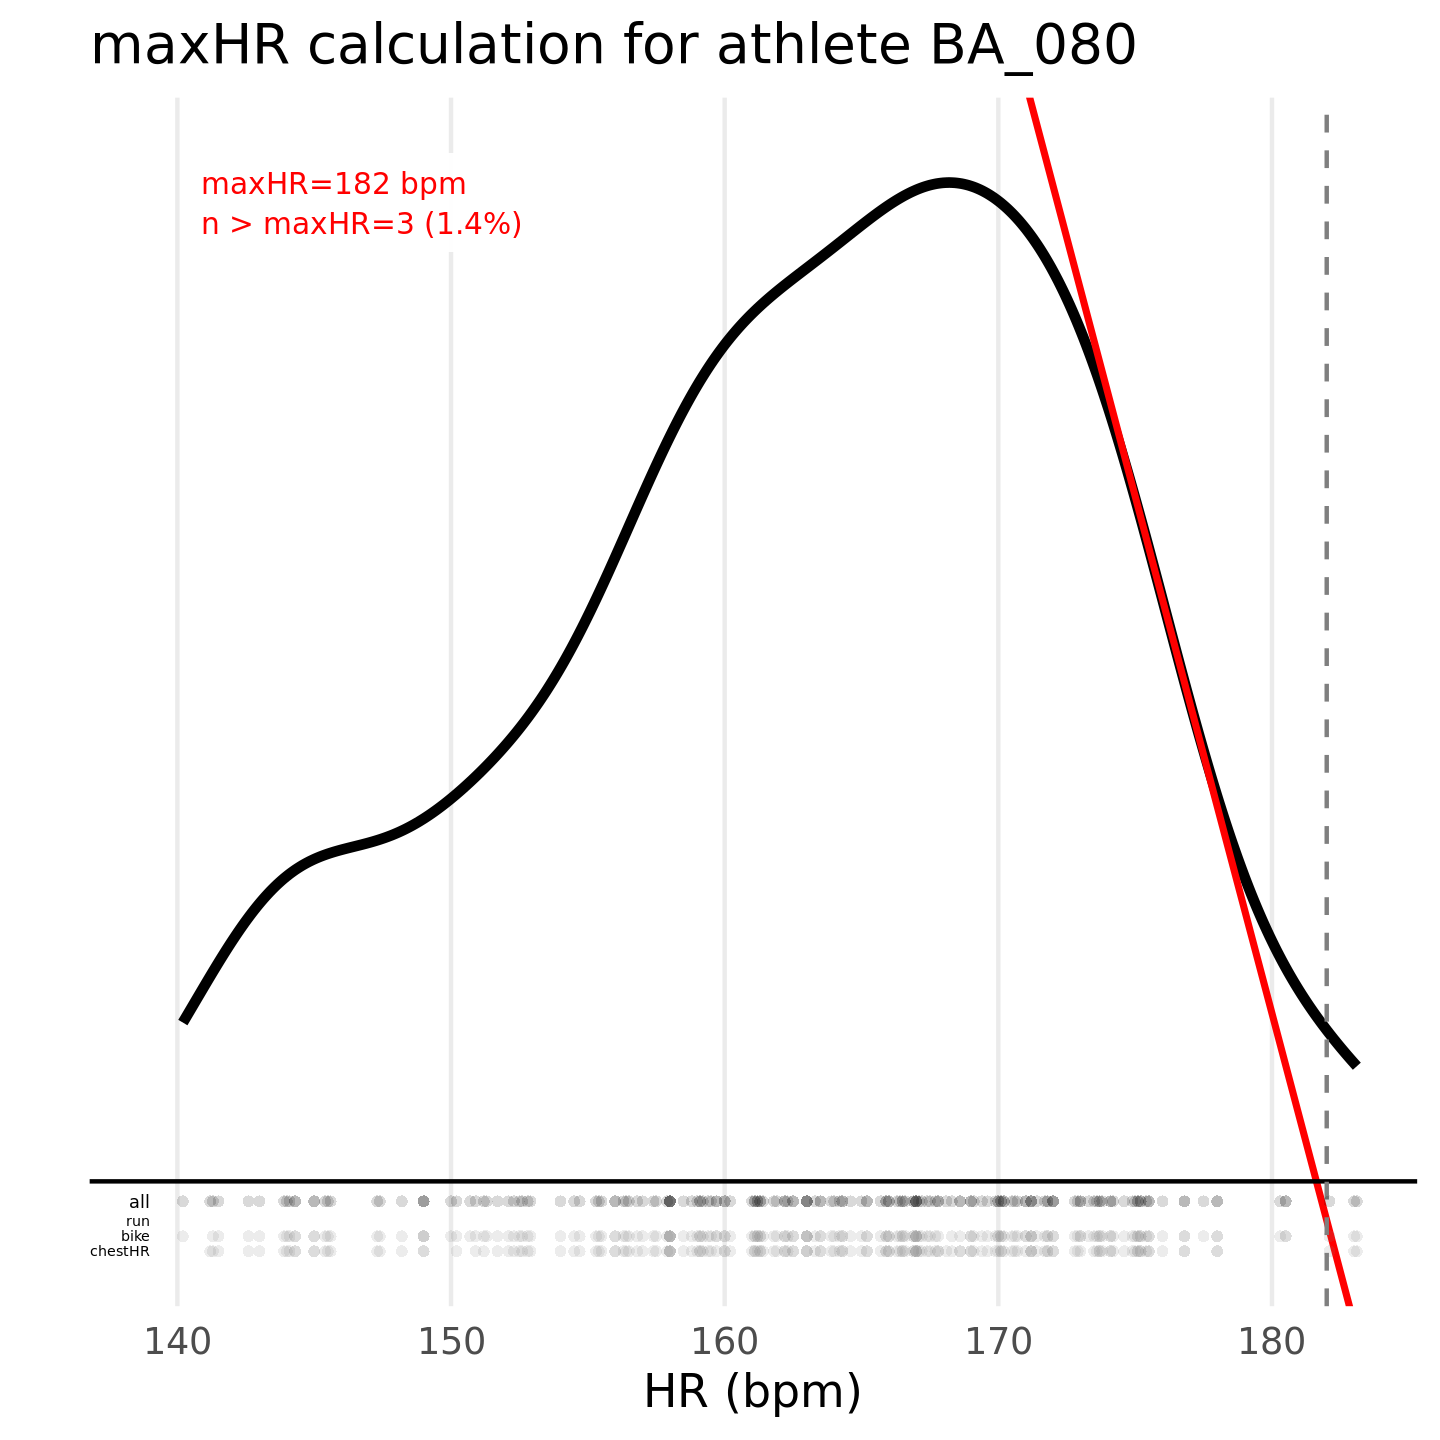 maxHR calculation for athlete BA_080
maxHR=182 bpm
n > maxHR=3 (1.4%)
all
run
bike
chestHR
140 150 160 170 180
HR (bpm)